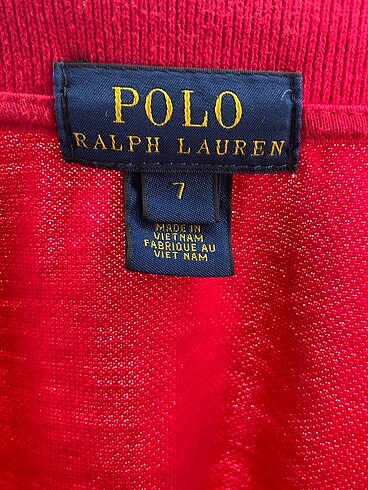 POLO
RALPH LAUREN
7
MADE IN
VIETNAM
FABRIQUE AU
VIET NAM